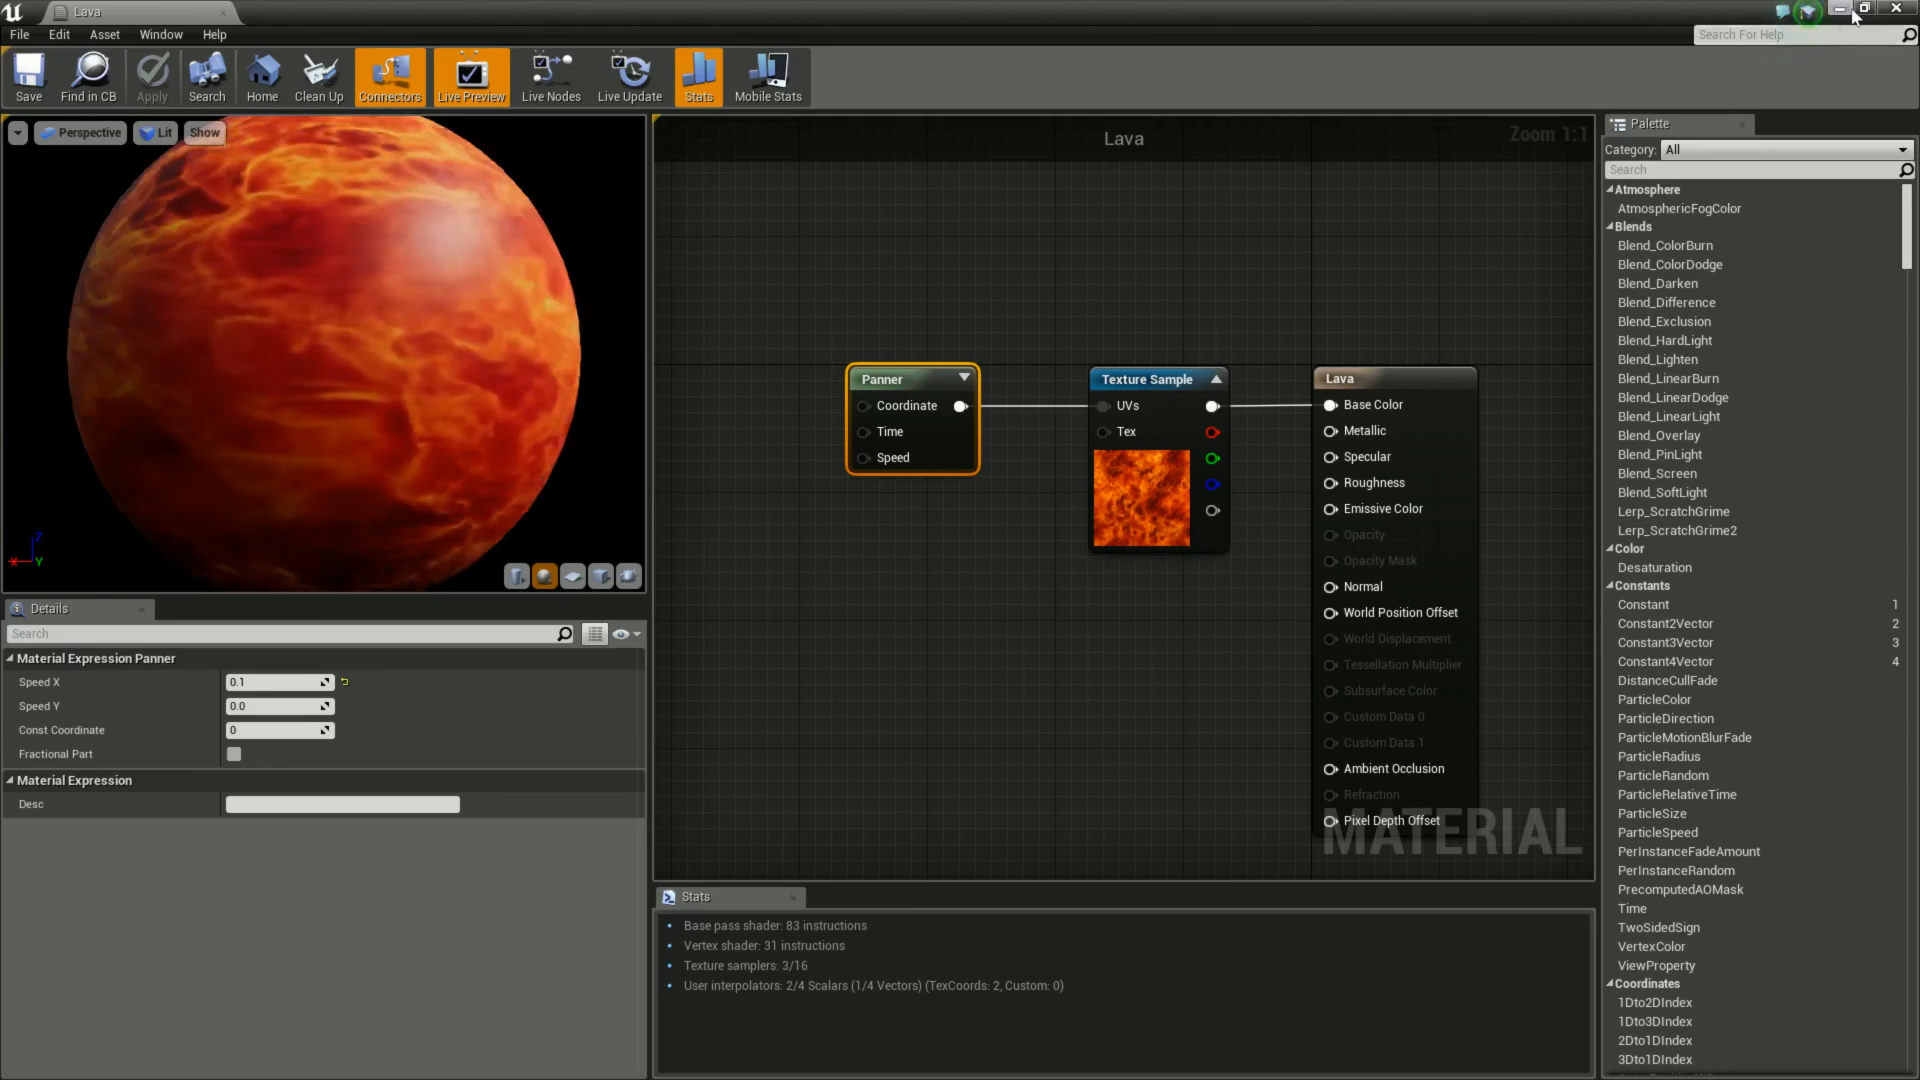 Lava
File Edit Asset Window Help
Search For Help
Save Find in CB Apply Search Home Clean Up Connectors Live Preview Live Nodes Live Update Stats Mobile Stats
Perspective Lit Show
X Y Z
Details
Search
Material Expression Panner
Speed X 0.1
Speed Y 0.0
Const Coordinate 0
Fractional Part
Material Expression
Desc
Lava
Zoom 1:1
Panner
Coordinate
Time
Speed
Texture Sample
UVs
Tex
Lava
Base Color
Metallic
Specular
Roughness
Emissive Color
Opacity
Opacity Mask
Normal
World Position Offset
World Displacement
Tessellation Multiplier
Subsurface Color
Custom Data 0
Custom Data 1
Ambient Occlusion
Refraction
Pixel Depth Offset
MATERIAL
Stats
Base pass shader: 83 instructions
Vertex shader: 31 instructions
Texture samplers: 3/16
User interpolators: 2/4 Scalars (1/4 Vectors) (TexCoords: 2, Custom: 0)
Palette
Category: All
Search
Atmosphere
AtmosphericFogColor
Blends
Blend_ColorBurn
Blend_ColorDodge
Blend_Darken
Blend_Difference
Blend_Exclusion
Blend_HardLight
Blend_Lighten
Blend_LinearBurn
Blend_LinearDodge
Blend_LinearLight
Blend_Overlay
Blend_PinLight
Blend_Screen
Blend_SoftLight
Lerp_ScratchGrime
Lerp_ScratchGrime2
Color
Desaturation
Constants
Constant 1
Constant2Vector 2
Constant3Vector 3
Constant4Vector 4
DistanceCullFade
ParticleColor
ParticleDirection
ParticleMotionBlurFade
ParticleRadius
ParticleRandom
ParticleRelativeTime
ParticleSize
ParticleSpeed
PerInstanceFadeAmount
PerInstanceRandom
PrecomputedAOMask
Time
TwoSidedSign
VertexColor
ViewProperty
Coordinates
1Dto2DIndex
1Dto3DIndex
2Dto1DIndex
3Dto1DIndex